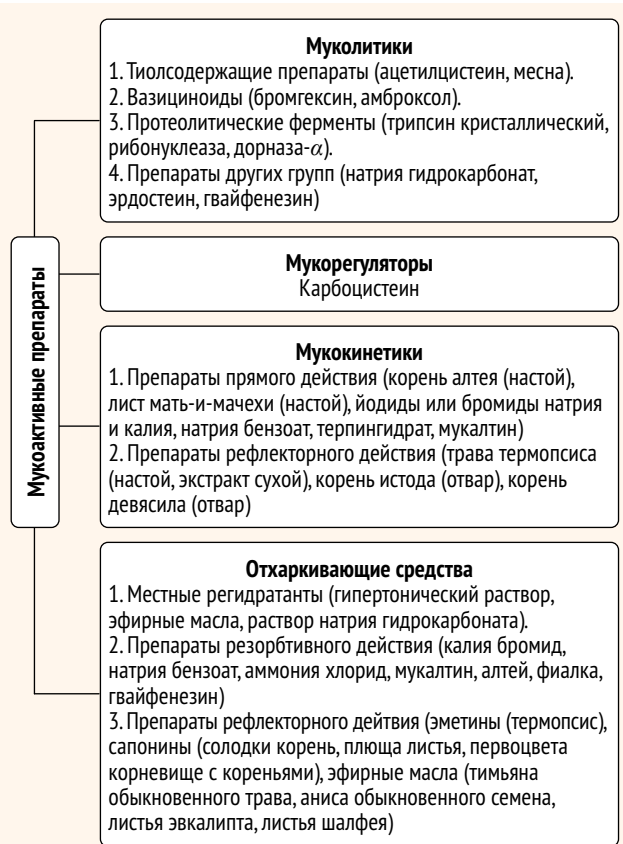 Мукоактивные препараты
Муколитики
1. Тиолсодержащие препараты (ацетилцистеин, месна).
2. Вазициноиды (бромгексин, амброксол).
3. Протеолитические ферменты (трипсин кристаллический,
рибонуклеаза, дорназа-α).
4. Препараты других групп (натрия гидрокарбонат,
эрдостеин, гвайфенезин)
Мукорегуляторы
Карбоцистеин
Мукокинетики
1. Препараты прямого действия (корень алтея (настой),
лист мать-и-мачехи (настой), йодиды или бромиды натрия
и калия, натрия бензоат, терпингидрат, мукалтин)
2. Препараты рефлекторного действия (трава термопсиса
(настой, экстракт сухой), корень истода (отвар), корень
девясила (отвар)
Отхаркивающие средства
1. Местные регидратанты (гипертонический раствор,
эфирные масла, раствор натрия гидрокарбоната).
2. Препараты резорбтивного действия (калия бромид,
натрия бензоат, аммония хлорид, мукалтин, алтей, фиалка,
гвайфенезин)
3. Препараты рефлекторного дейтвия (эметины (термопсис),
сапонины (солодки корень, плюща листья, первоцвета
корневище с кореньями), эфирные масла (тимьяна
обыкновенного трава, аниса обыкновенного семена,
листья эвкалипта, листья шалфея)